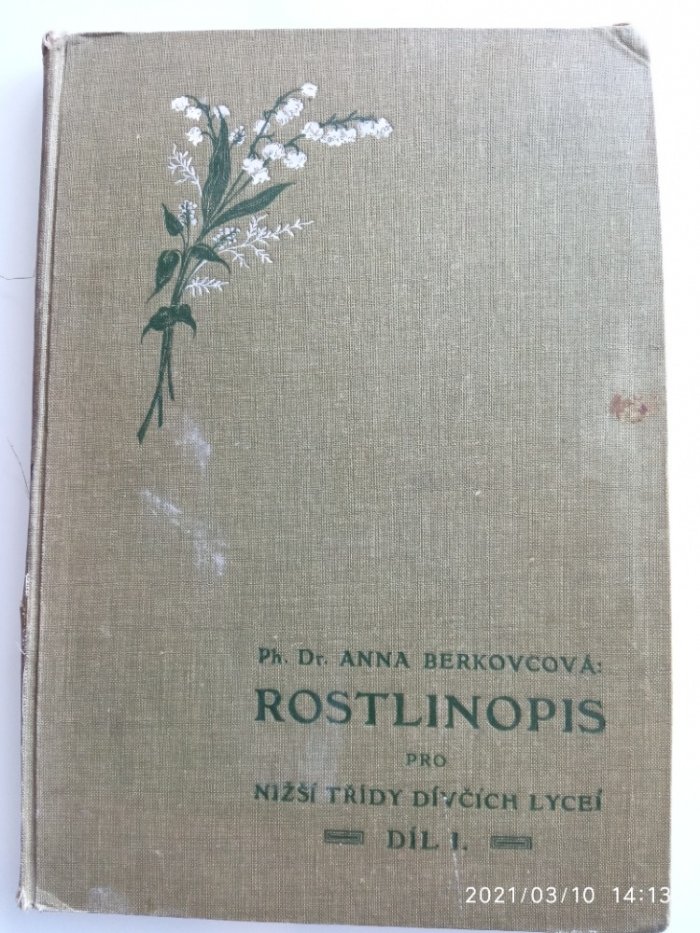 Ph. Dr. ANNA BERKOVCOVÁ:
ROSTLINOPIS
PRO
NIŽŠÍ TŘÍDY DÍVČÍCH LYCEÍ
DÍL I.
2021/03/10 14:13